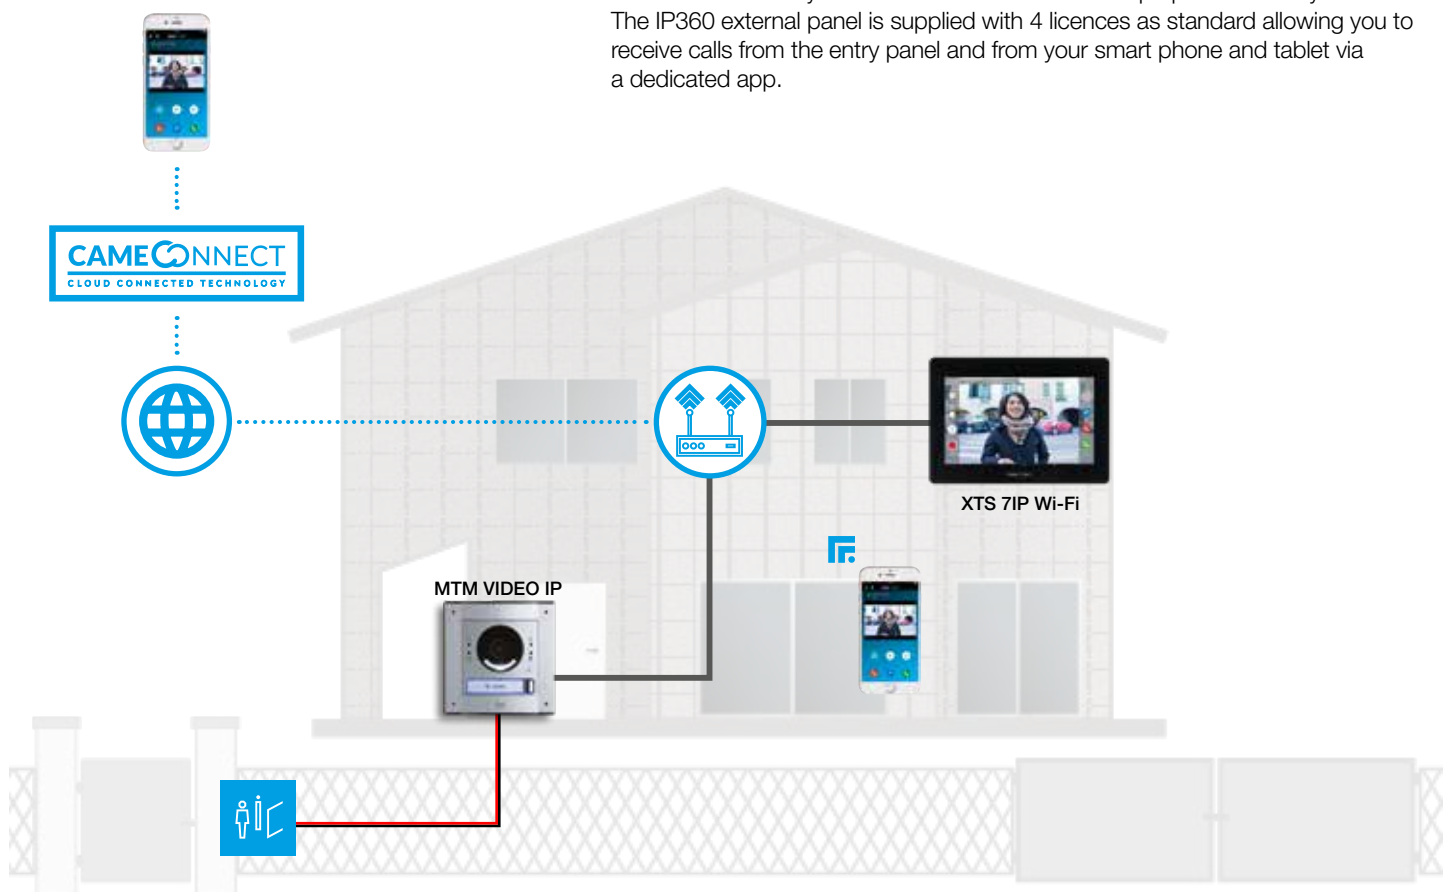 The IP360 external panel is supplied with 4 licences as standard allowing you to
receive calls from the entry panel and from your smart phone and tablet via
a dedicated app.
CAMECONNECT
CLOUD CONNECTED TECHNOLOGY
XTS 7IP Wi-Fi
MTM VIDEO IP